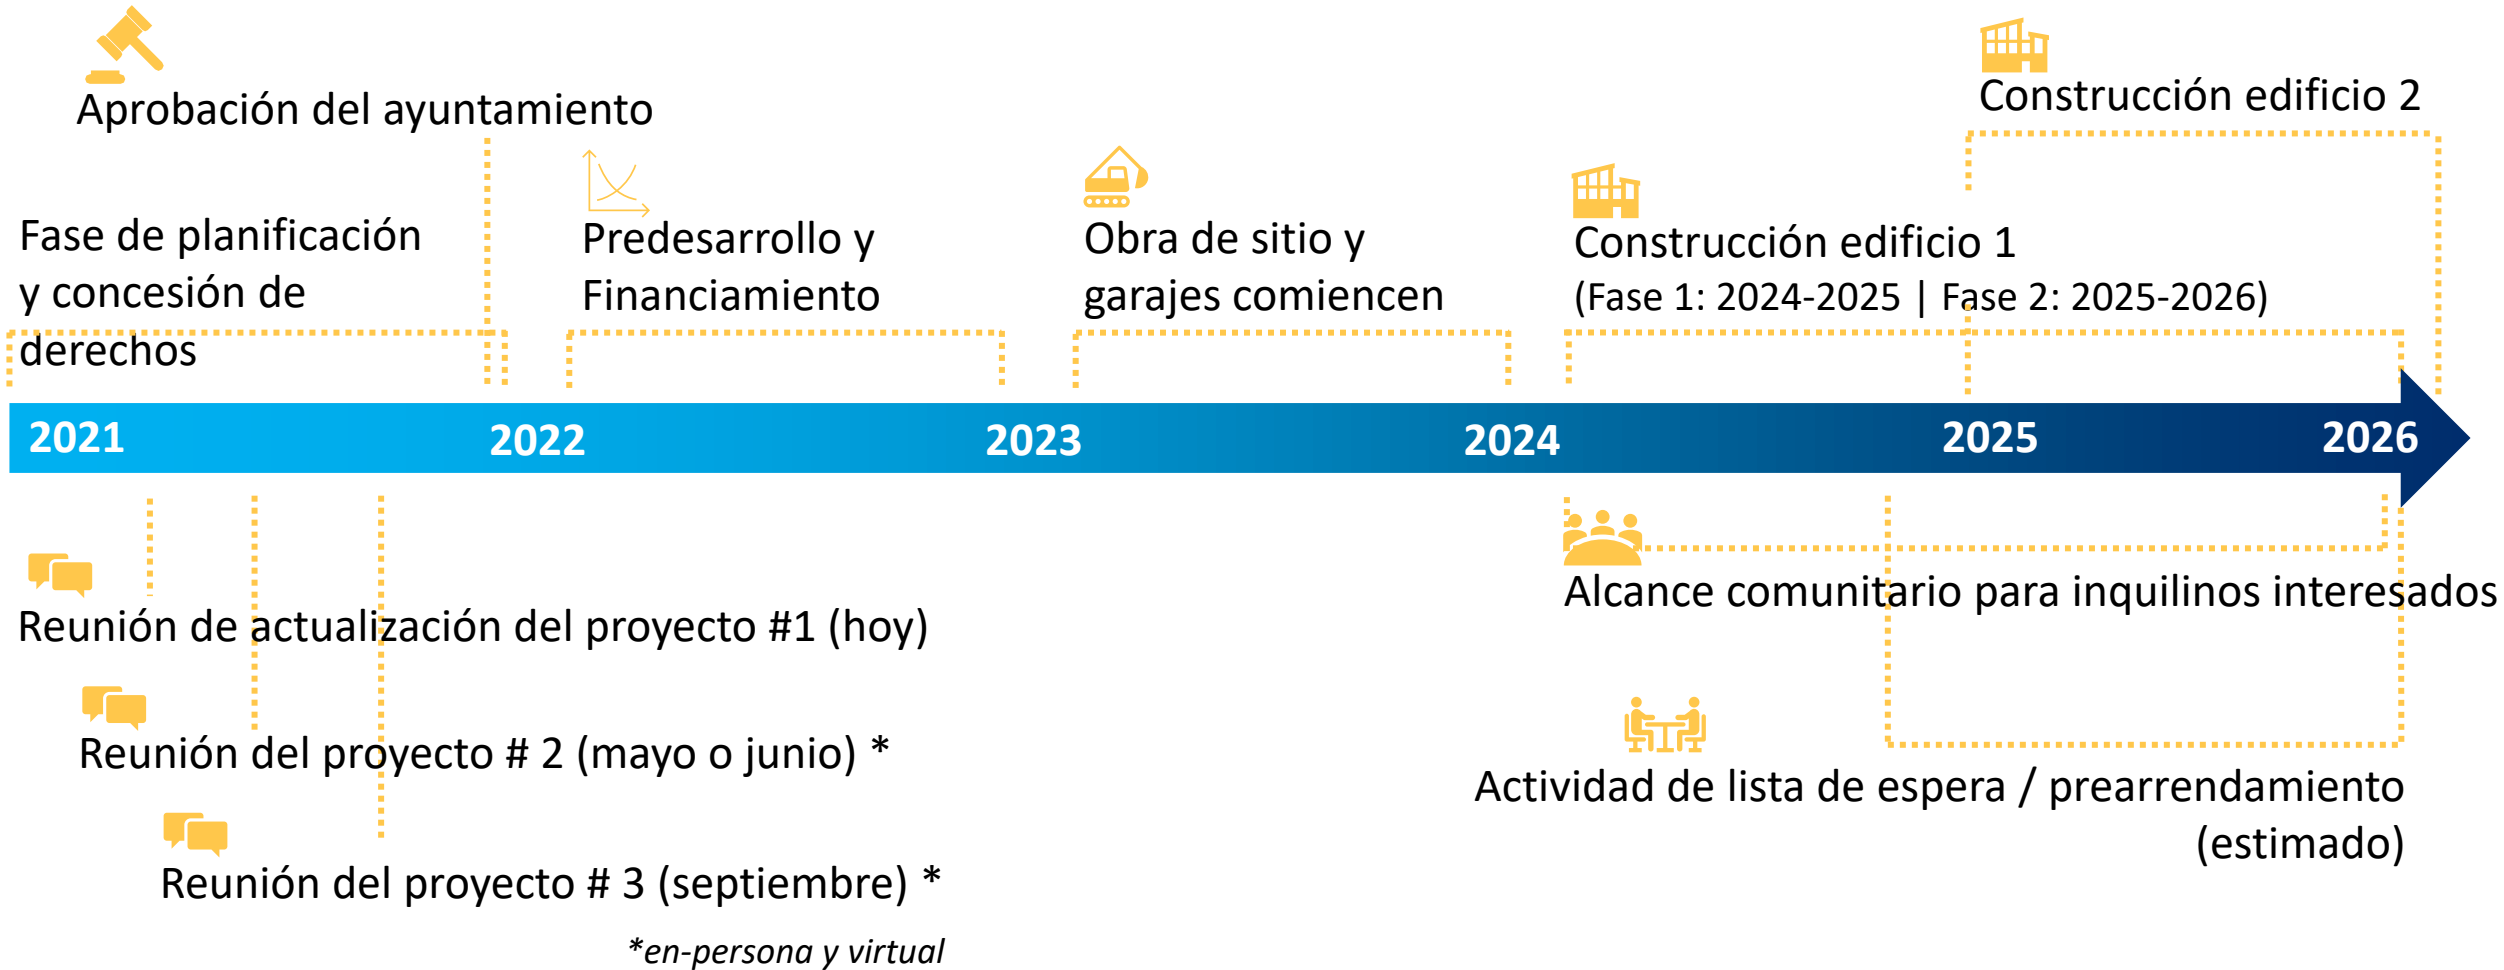 Aprobación del ayuntamiento
Construcción edificio 2
Fase de planificación
y concesión de
derechos
Predesarrollo y
Financiamiento
Obra de sitio y
garajes comiencen
Construcción edificio 1
(Fase 1: 2024-2025 | Fase 2: 2025-2026)
2021
2022
2023
2024
2025
2026
Reunión de actualización del proyecto #1 (hoy)
Reunión del proyecto # 2 (mayo o junio) *
Reunión del proyecto # 3 (septiembre) *
*en-persona y virtual
Alcance comunitario para inquilinos interesados
Actividad de lista de espera / prearrendamiento
(estimado)